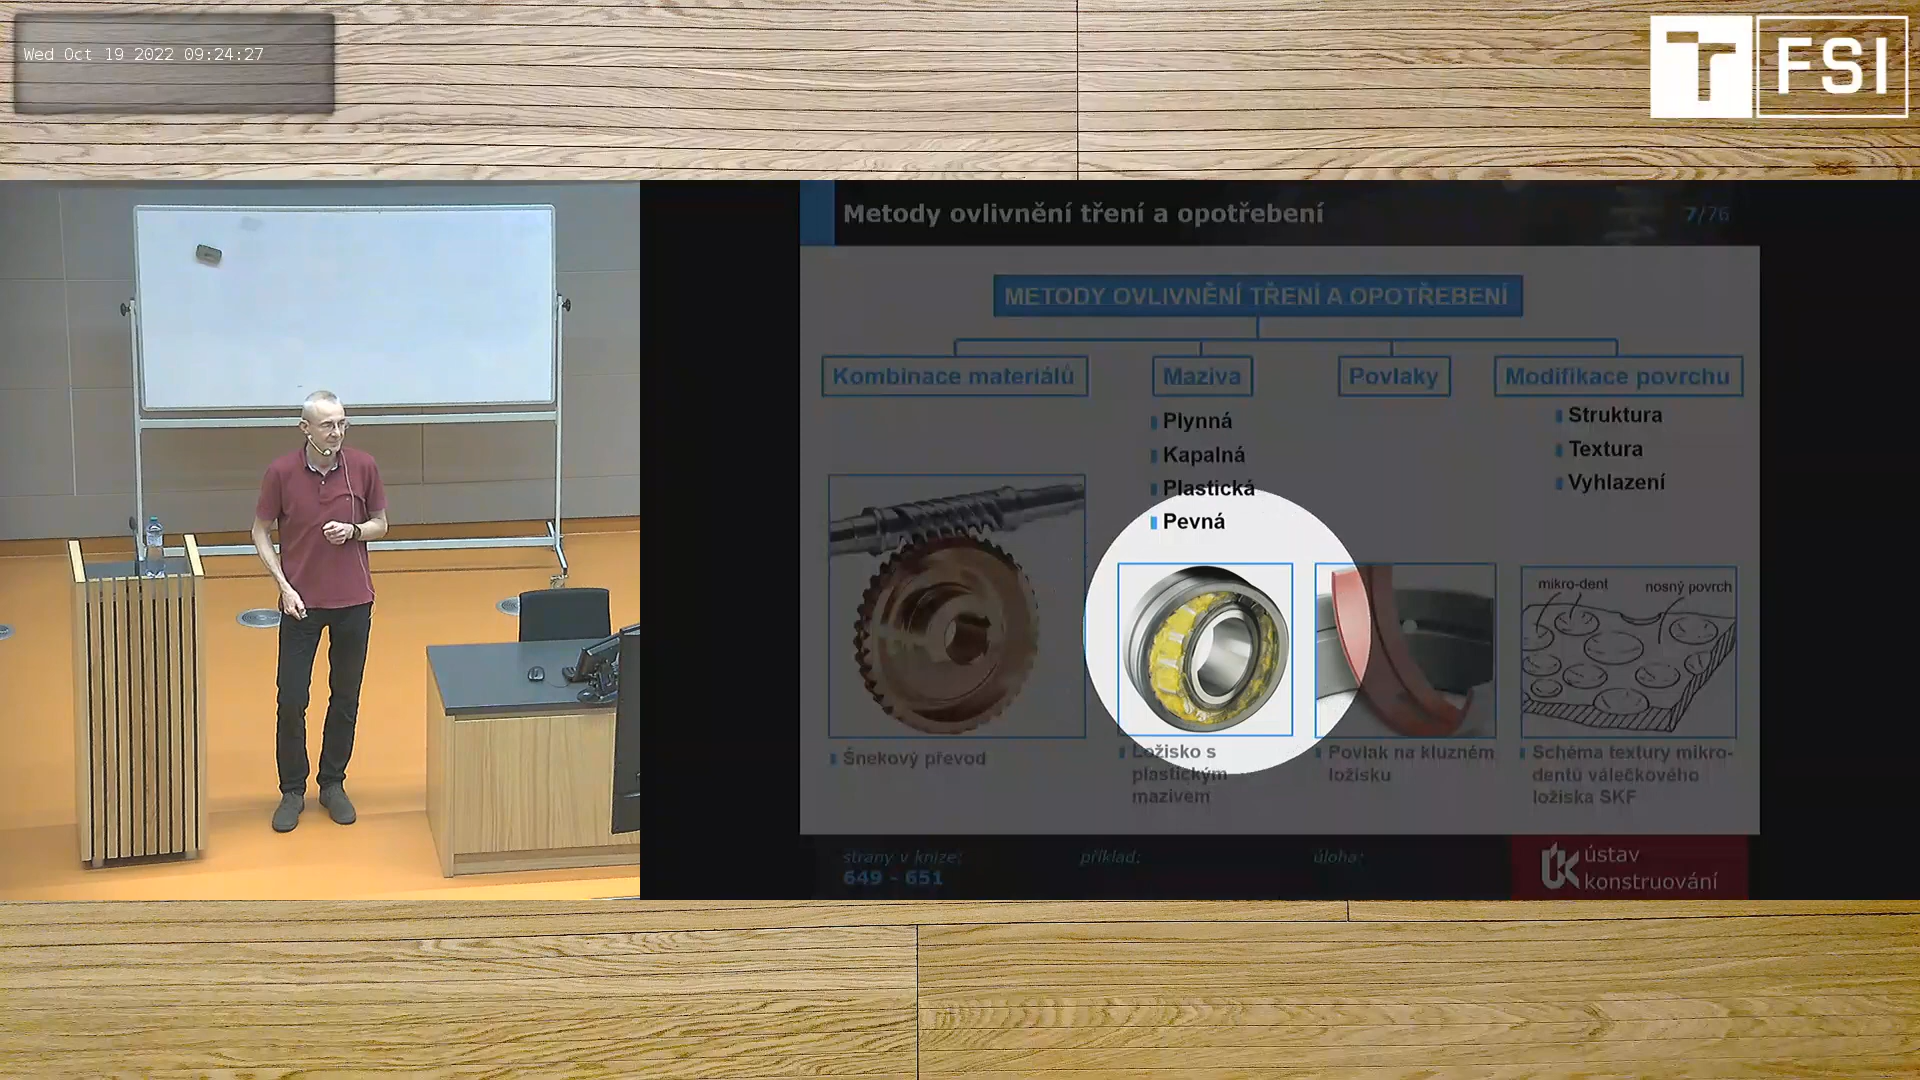 Wed Oct 19 2022 09:24:27
T FSI
Metody ovlivnění tření a opotřebení
7/76
METODY OVLIVNĚNÍ TŘENÍ A OPOTŘEBENÍ
Kombinace materiálů
Maziva
Povlaky
Modifikace povrchu
Plynná
Kapalná
Plastická
Pevná
Struktura
Textura
Vyhlazení
mikro-dent
nosný povrch
Šnekový převod
Ložisko s
plastickým
mazivem
Povlak na kluzném
ložisku
Schéma textury mikro-
dentů válečkového
ložiska SKF
strany v knize:
649 - 651
příklad:
úloha:
ústav
konstruování